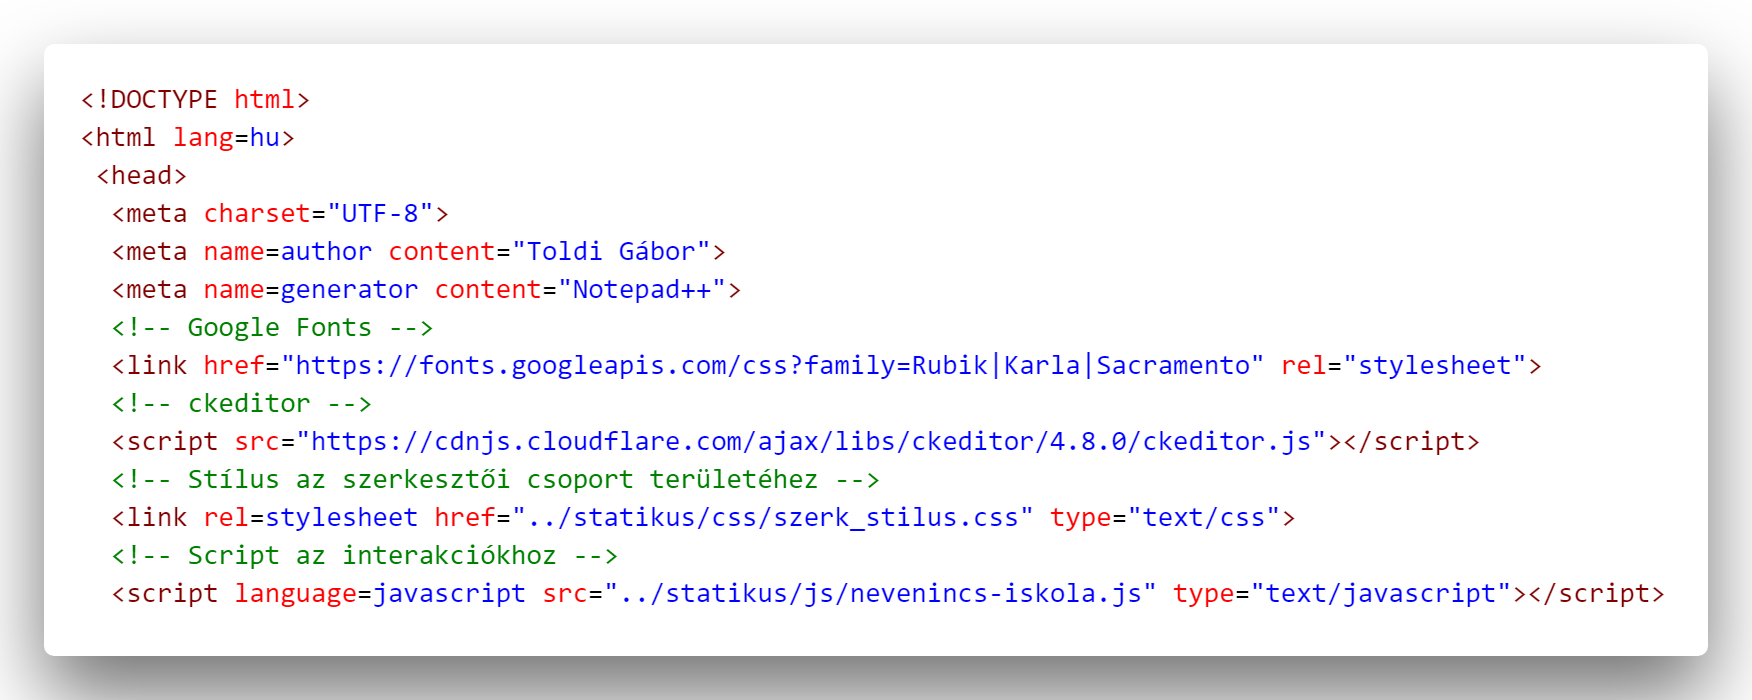 <!DOCTYPE html>
<html lang=hu>
<head>
<meta charset="UTF-8">
<meta name=author content="Toldi Gábor">
<meta name=generator content="Notepad++">
<!-- Google Fonts -->
<link href="https://fonts.googleapis.com/css?family=Rubik|Karla|Sacramento" rel="stylesheet">
<!-- ckeditor -->
<script src="https://cdnjs.cloudflare.com/ajax/libs/ckeditor/4.8.0/ckeditor.js"></script>
<!-- Stílus az szerkesztői csoport területéhez -->
<link rel=stylesheet href="../statikus/css/szerk_stilus.css" type="text/css">
<!-- Script az interakciókhoz -->
<script language=javascript src="../statikus/js/nevenincs-iskola.js" type="text/javascript"></script>